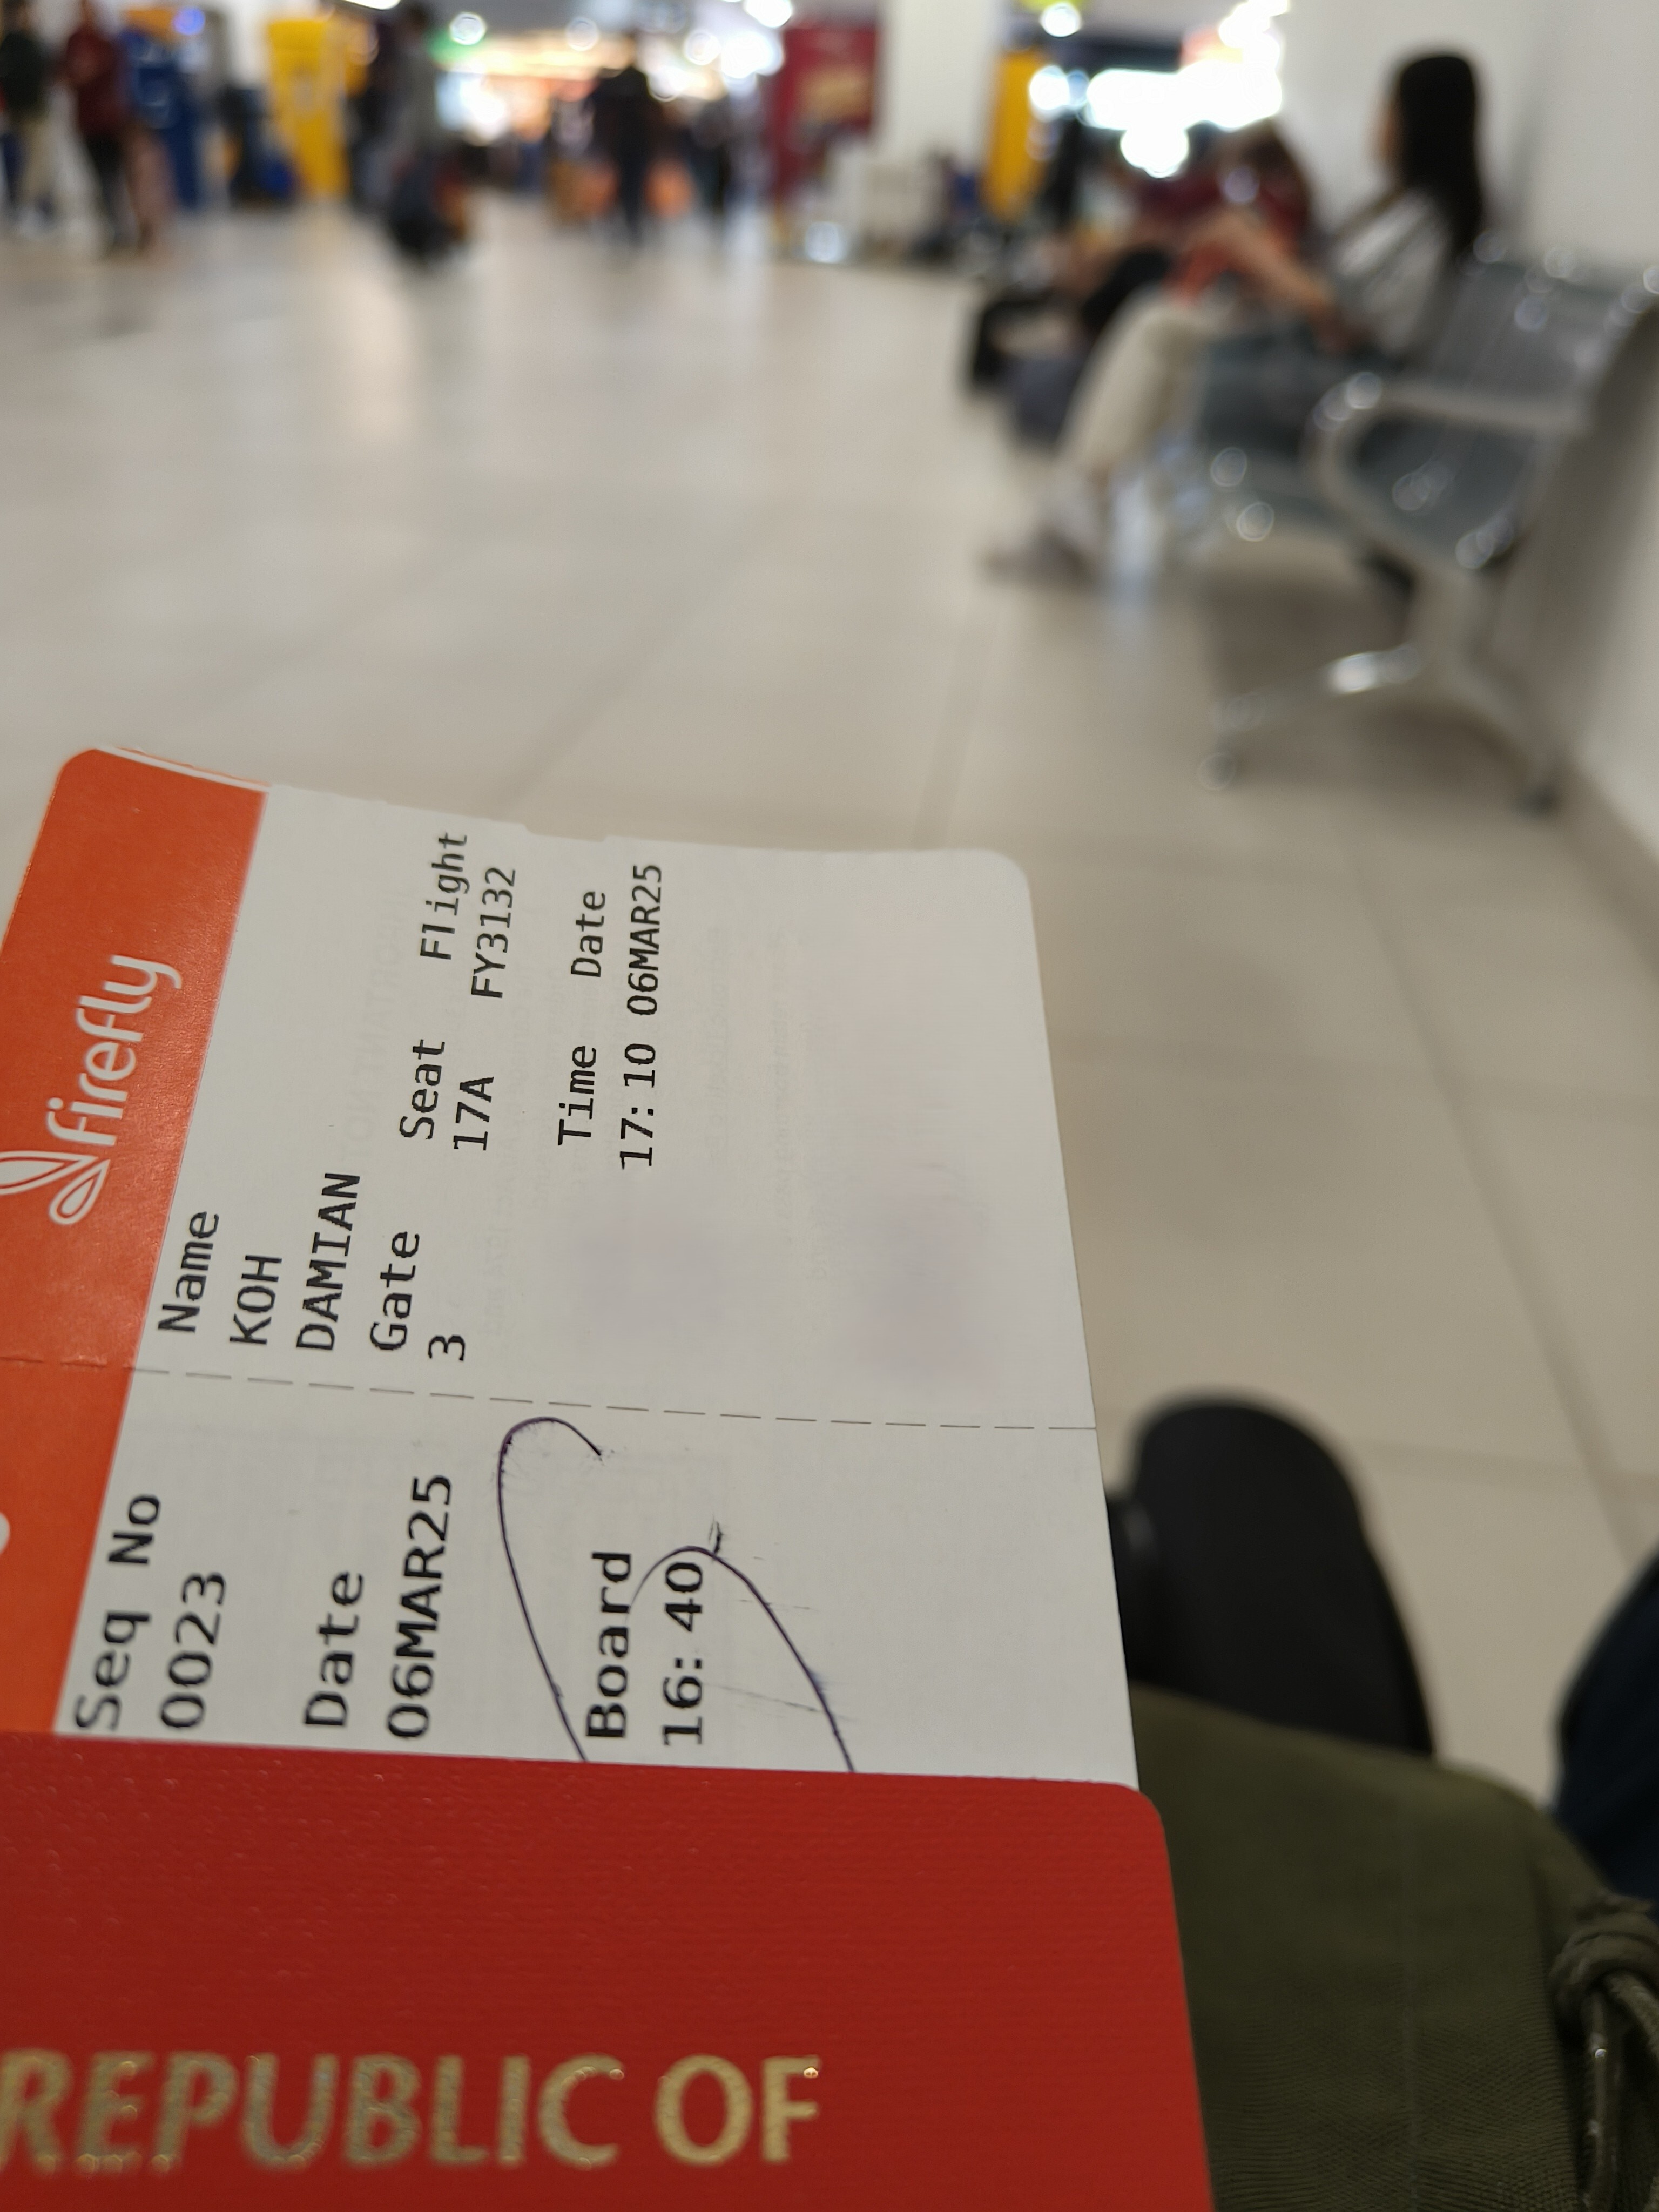 firefly
Name
KOH
DAMIAN
Gate Seat Flight
3 17A FY3132
Time Date
17:10 06MAR25
Seq No
0023
Date
06MAR25
Board
16:40
REPUBLIC OF